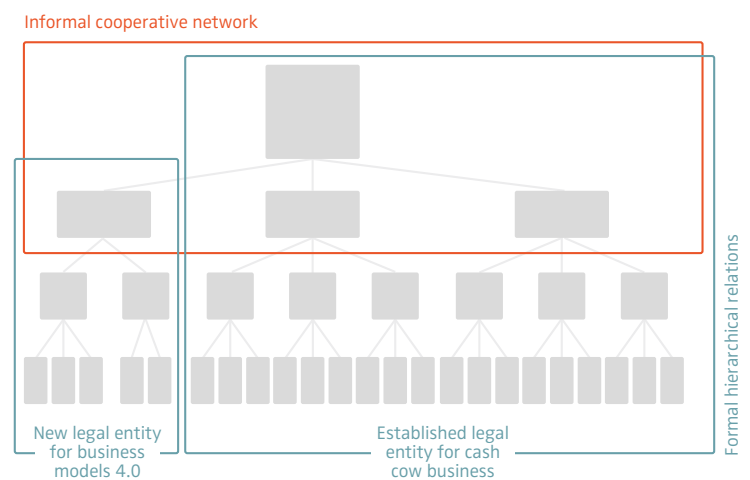 Informal cooperative network
Formal hierarchical relations
New legal entity
for business
models 4.0
Established legal
entity for cash
cow business